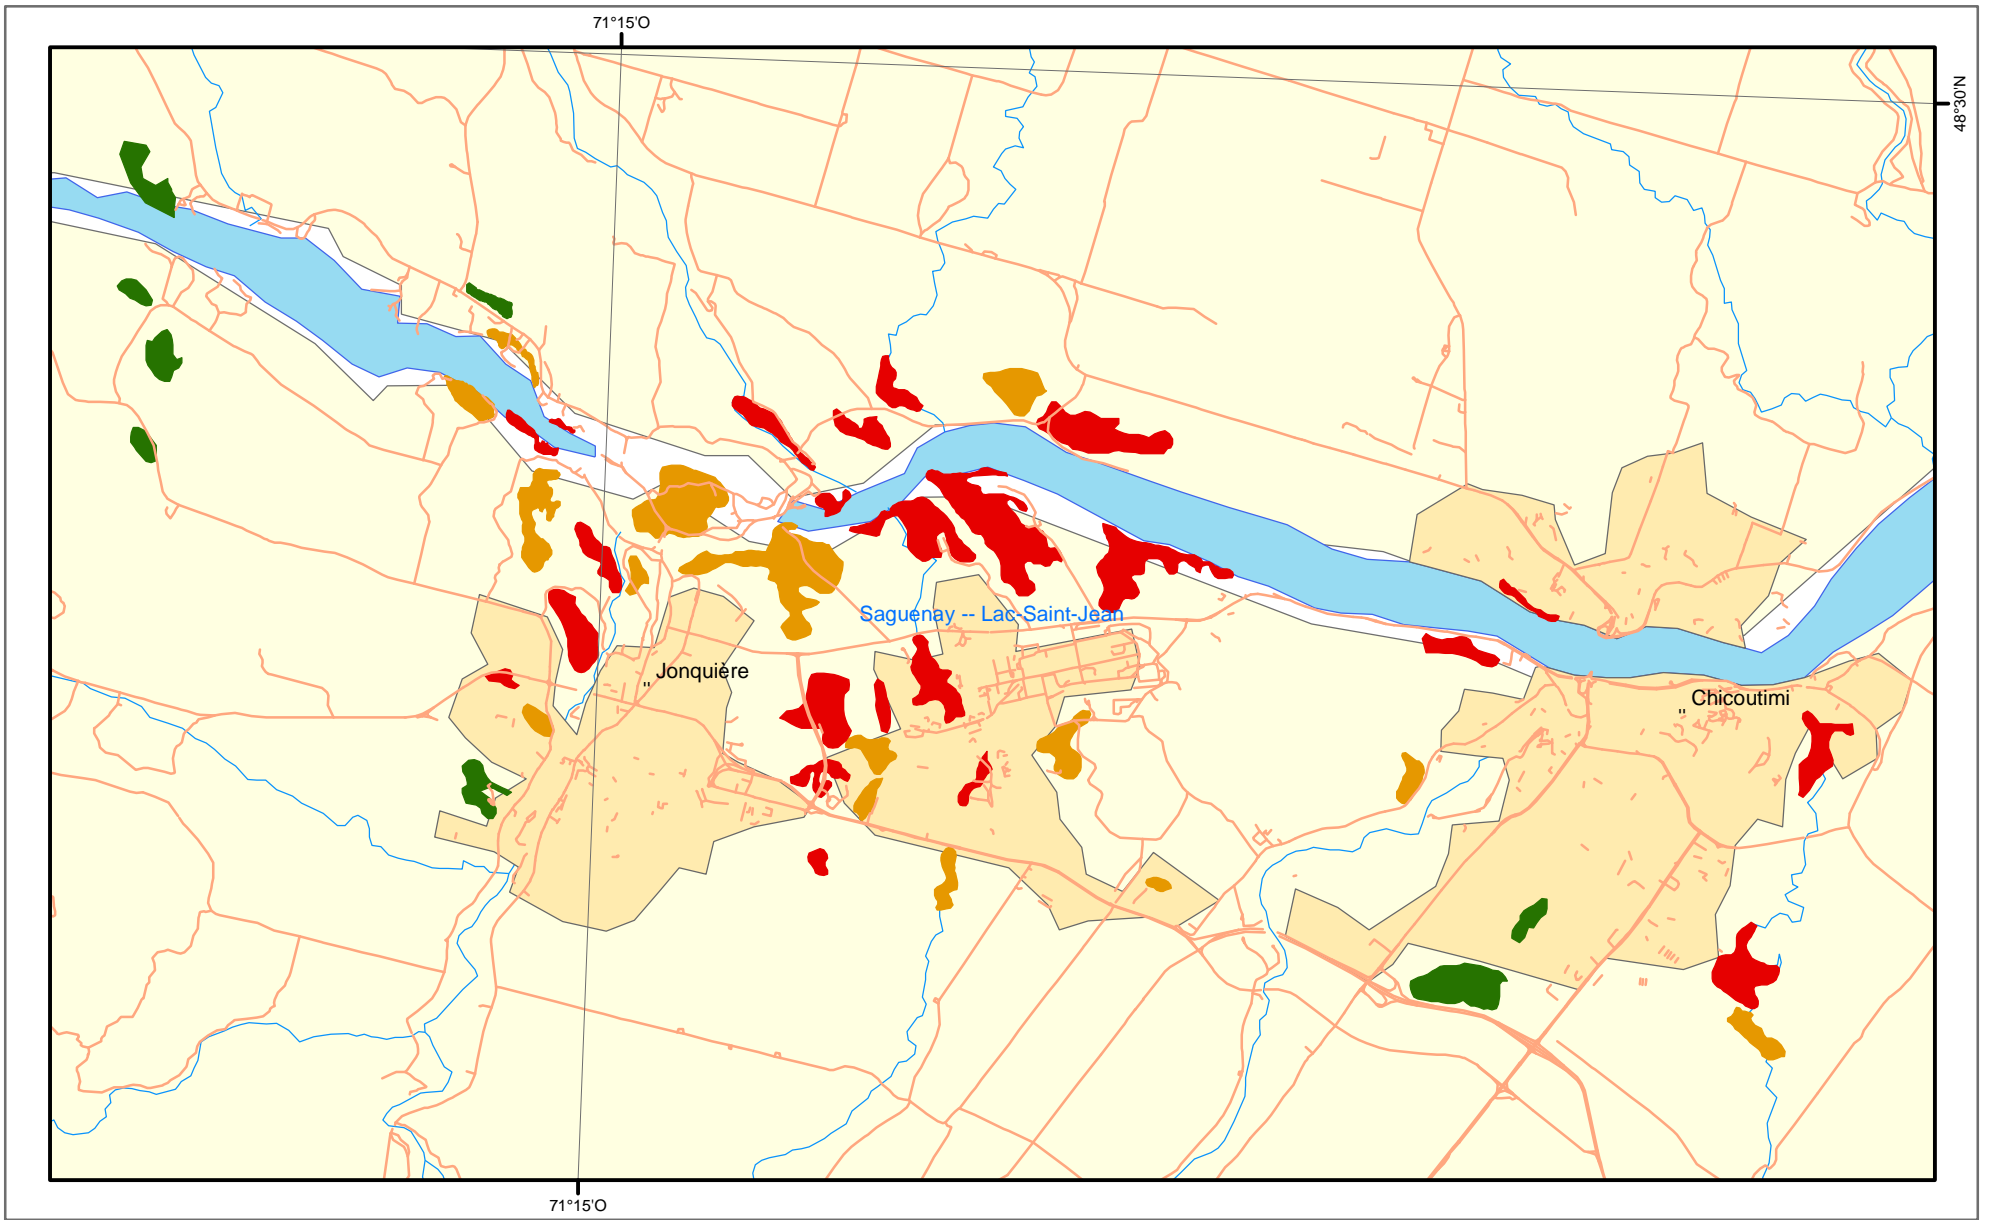 71°15'O
48°30'N
Saguenay -- Lac-Saint-Jean
" Jonquière
" Chicoutimi
71°15'O